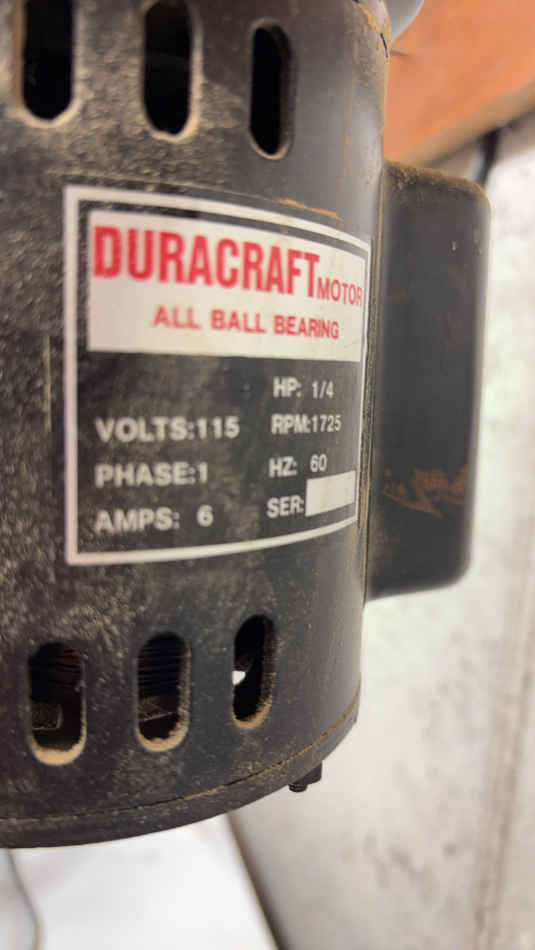 DURACRAFT MOTOR
ALL BALL BEARING
HP: 1/4
VOLTS:115 RPM:1725
PHASE:1 HZ: 60
AMPS: 6 SER: